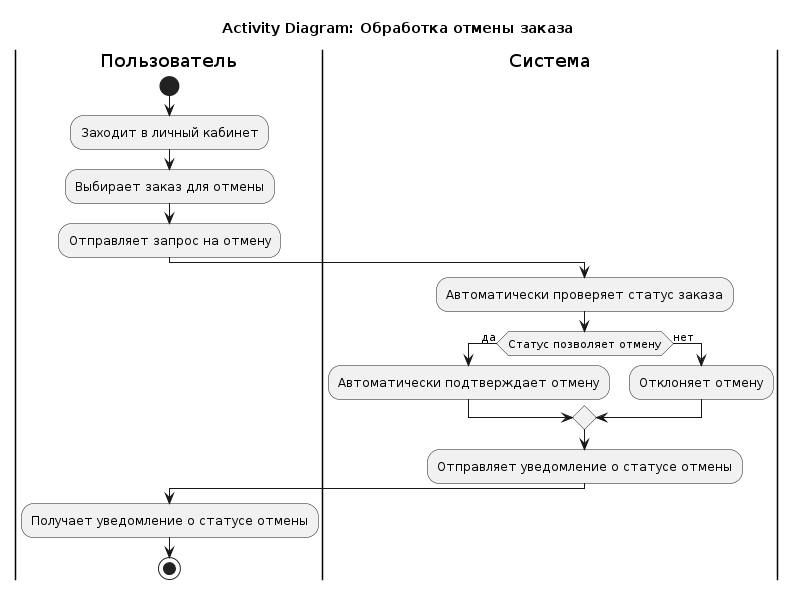 Activity Diagram: Обработка отмены заказа
Пользователь
Система
Заходит в личный кабинет
Выбирает заказ для отмены
Отправляет запрос на отмену
Автоматически проверяет статус заказа
да
Статус позволяет отмену
нет
Автоматически подтверждает отмену
Отклоняет отмену
Отправляет уведомление о статусе отмены
Получает уведомление о статусе отмены